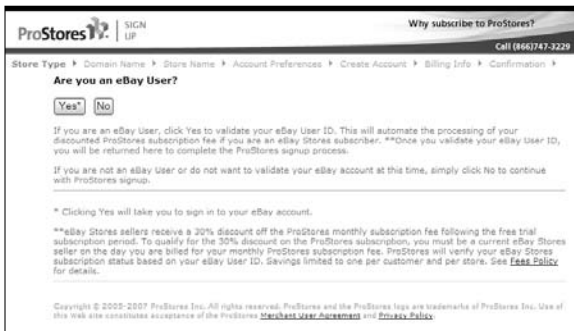 ProStores SIGN
UP
Why subscribe to ProStores?
Call (866)747-3229
Store Type Domain Name Store Name Account Preferences Create Account Billing Info Confirmation
Are you an eBay User?
Yes* No
If you are an eBay User, click Yes to validate your eBay User ID. This will automate the processing of your
discounted ProStores subscription fee if you are an eBay Stores subscriber. **Once you validate your eBay User ID,
you will be returned here to complete the ProStores signup process.
If you are not an eBay User or do not want to validate your eBay account at this time, simply click No to continue
with ProStores signup.
* Clicking Yes will take you to sign in to your eBay account.
**eBay Stores sellers receive a 30% discount off the ProStores monthly subscription fee following the free trial
subscription period. To qualify for the 30% discount on the ProStores subscription, you must be a current eBay Stores
seller on the day you are billed for your monthly ProStores subscription fee. ProStores will verify your eBay Stores
subscription status based on your eBay User ID. Savings limited to one per customer and per store. See Fees Policy
for details.
Copyright © 2005-2007 ProStores Inc. All rights reserved. ProStores and the ProStores logo are trademarks of ProStores Inc. Use of
this Web site constitutes acceptance of the ProStores Merchant User Agreement and Privacy Policy.